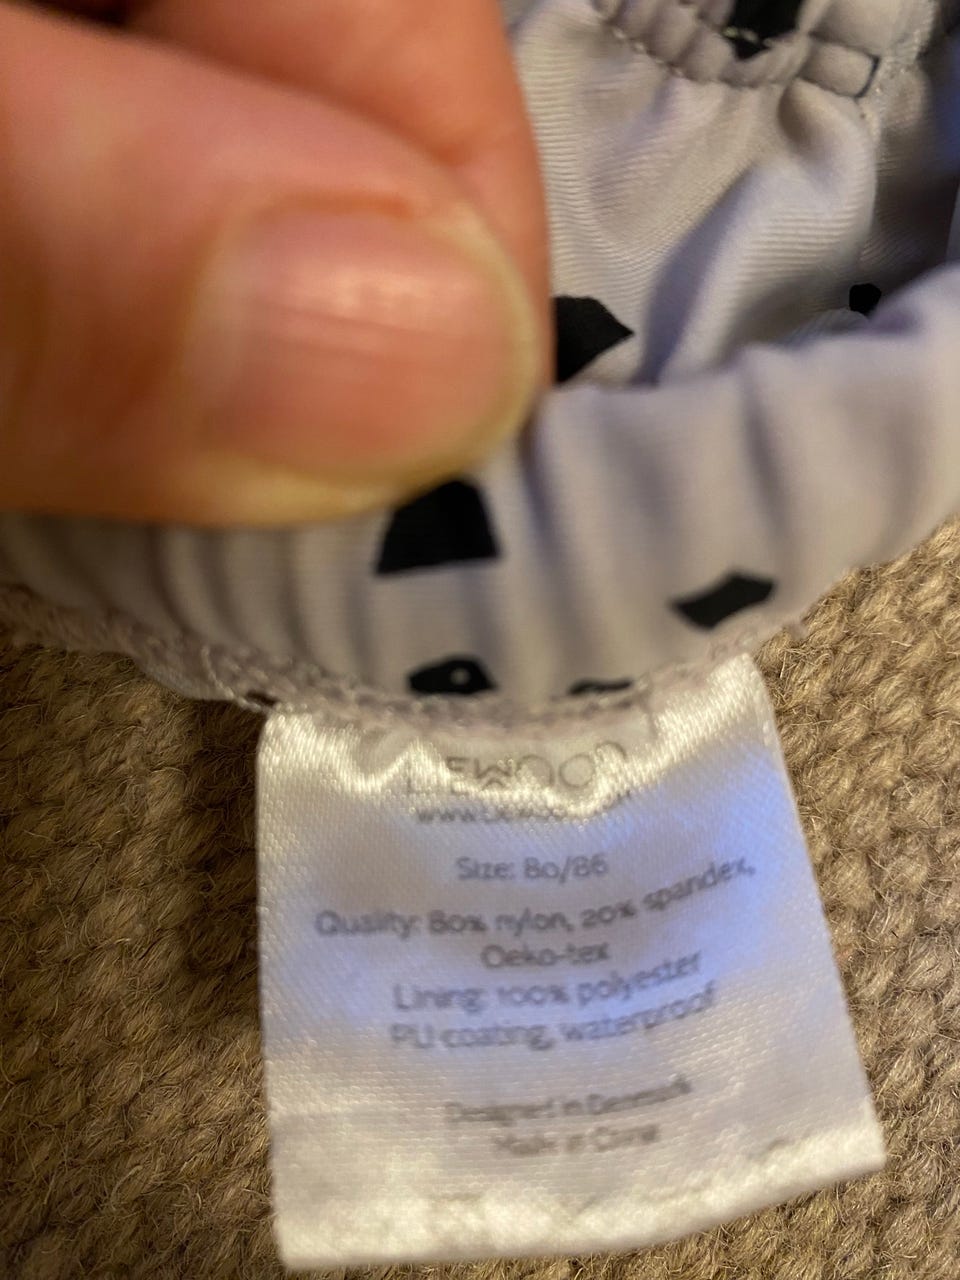 LIEWOOD
Size: 80/86
Quality: 80% nylon, 20% spandex,
Oeko-tex
Lining: 100% polyester
PU coating, waterproof
Designed in Denmark
Made in China